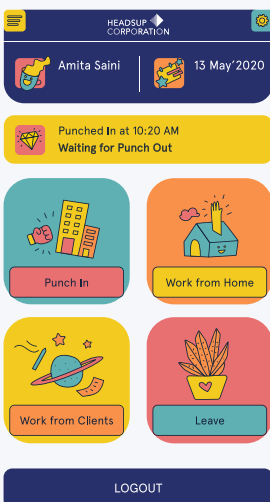 HEADSUP
CORPORATION
Amita Saini
13 May'2020
Punched In at 10:20 AM
Waiting for Punch Out
Punch In
Work from Home
Work from Clients
Leave
LOGOUT